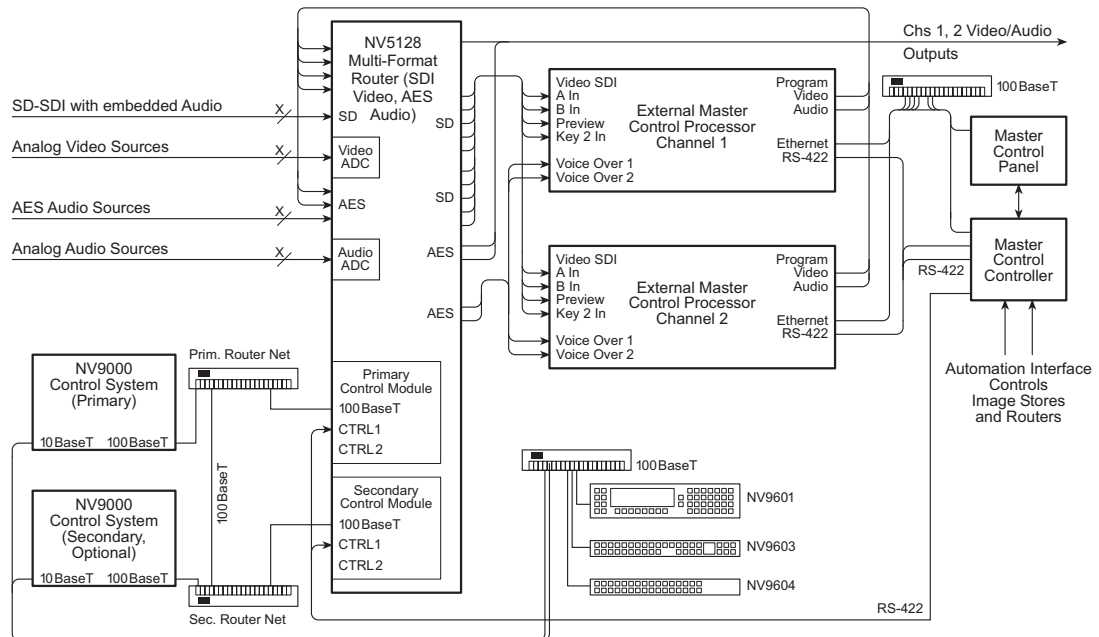 NV5128
Multi-Format
Router (SDI
Video, AES
Audio)
SD
SD
SD
Video
ADC
AES
Audio
ADC
AES
AES
SD-SDI with embedded Audio
X
Analog Video Sources
X
AES Audio Sources
X
Analog Audio Sources
X
Chs 1, 2 Video/Audio
Outputs
100BaseT
Video SDI
A In
B In
Preview
Key 2 In
Voice Over 1
Voice Over 2
External Master
Control Processor
Channel 1
Program
Video
Audio
Ethernet
RS-422
Video SDI
A In
B In
Preview
Key 2 In
Voice Over 1
Voice Over 2
External Master
Control Processor
Channel 2
Program
Video
Audio
Ethernet
RS-422
Master
Control
Panel
Master
Control
Controller
RS-422
Automation Interface
Controls
Image Stores
and Routers
Prim. Router Net
NV9000
Control System
(Primary)
10BaseT 100BaseT
100BaseT
NV9000
Control System
(Secondary,
Optional)
10BaseT 100BaseT
Sec. Router Net
Primary
Control Module
100BaseT
CTRL1
CTRL2
Secondary
Control Module
100BaseT
CTRL1
CTRL2
100BaseT
NV9601
NV9603
NV9604
RS-422